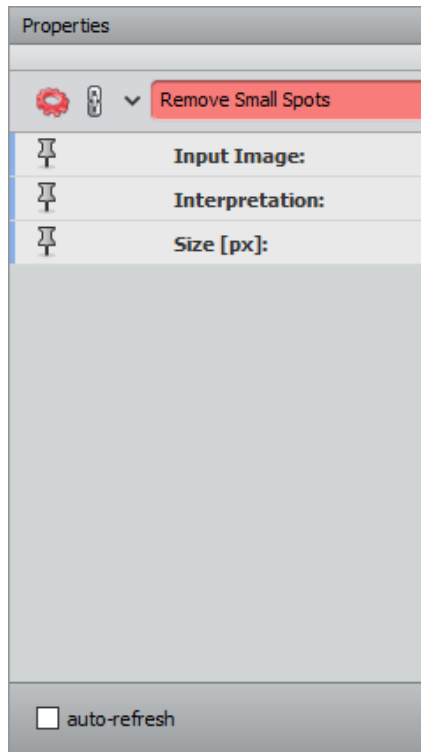 Properties
Remove Small Spots
Input Image:
Interpretation:
Size [px]:
auto-refresh